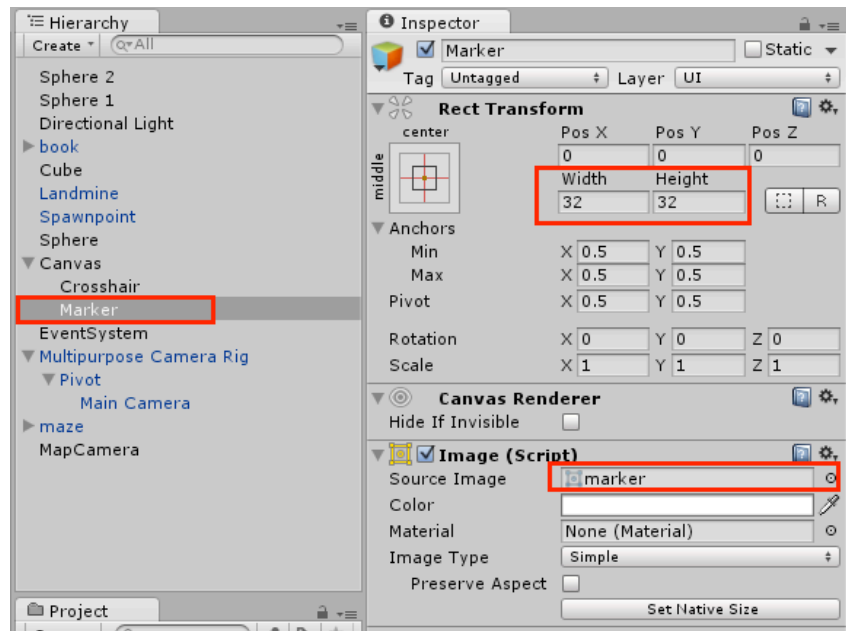 Hierarchy
Create
All
Sphere 2
Sphere 1
Directional Light
book
Cube
Landmine
Spawnpoint
Sphere
Canvas
Crosshair
Marker
EventSystem
Multipurpose Camera Rig
Pivot
Main Camera
maze
MapCamera
Project
Inspector
Marker Static
Tag Untagged Layer UI
Rect Transform
center Pos X Pos Y Pos Z
0 0 0
middle
Width Height
32 32 R
Anchors
Min X 0.5 Y 0.5
Max X 0.5 Y 0.5
Pivot X 0.5 Y 0.5
Rotation X 0 Y 0 Z 0
Scale X 1 Y 1 Z 1
Canvas Renderer
Hide If Invisible
Image (Script)
Source Image marker
Color
Material None (Material)
Image Type Simple
Preserve Aspect
Set Native Size